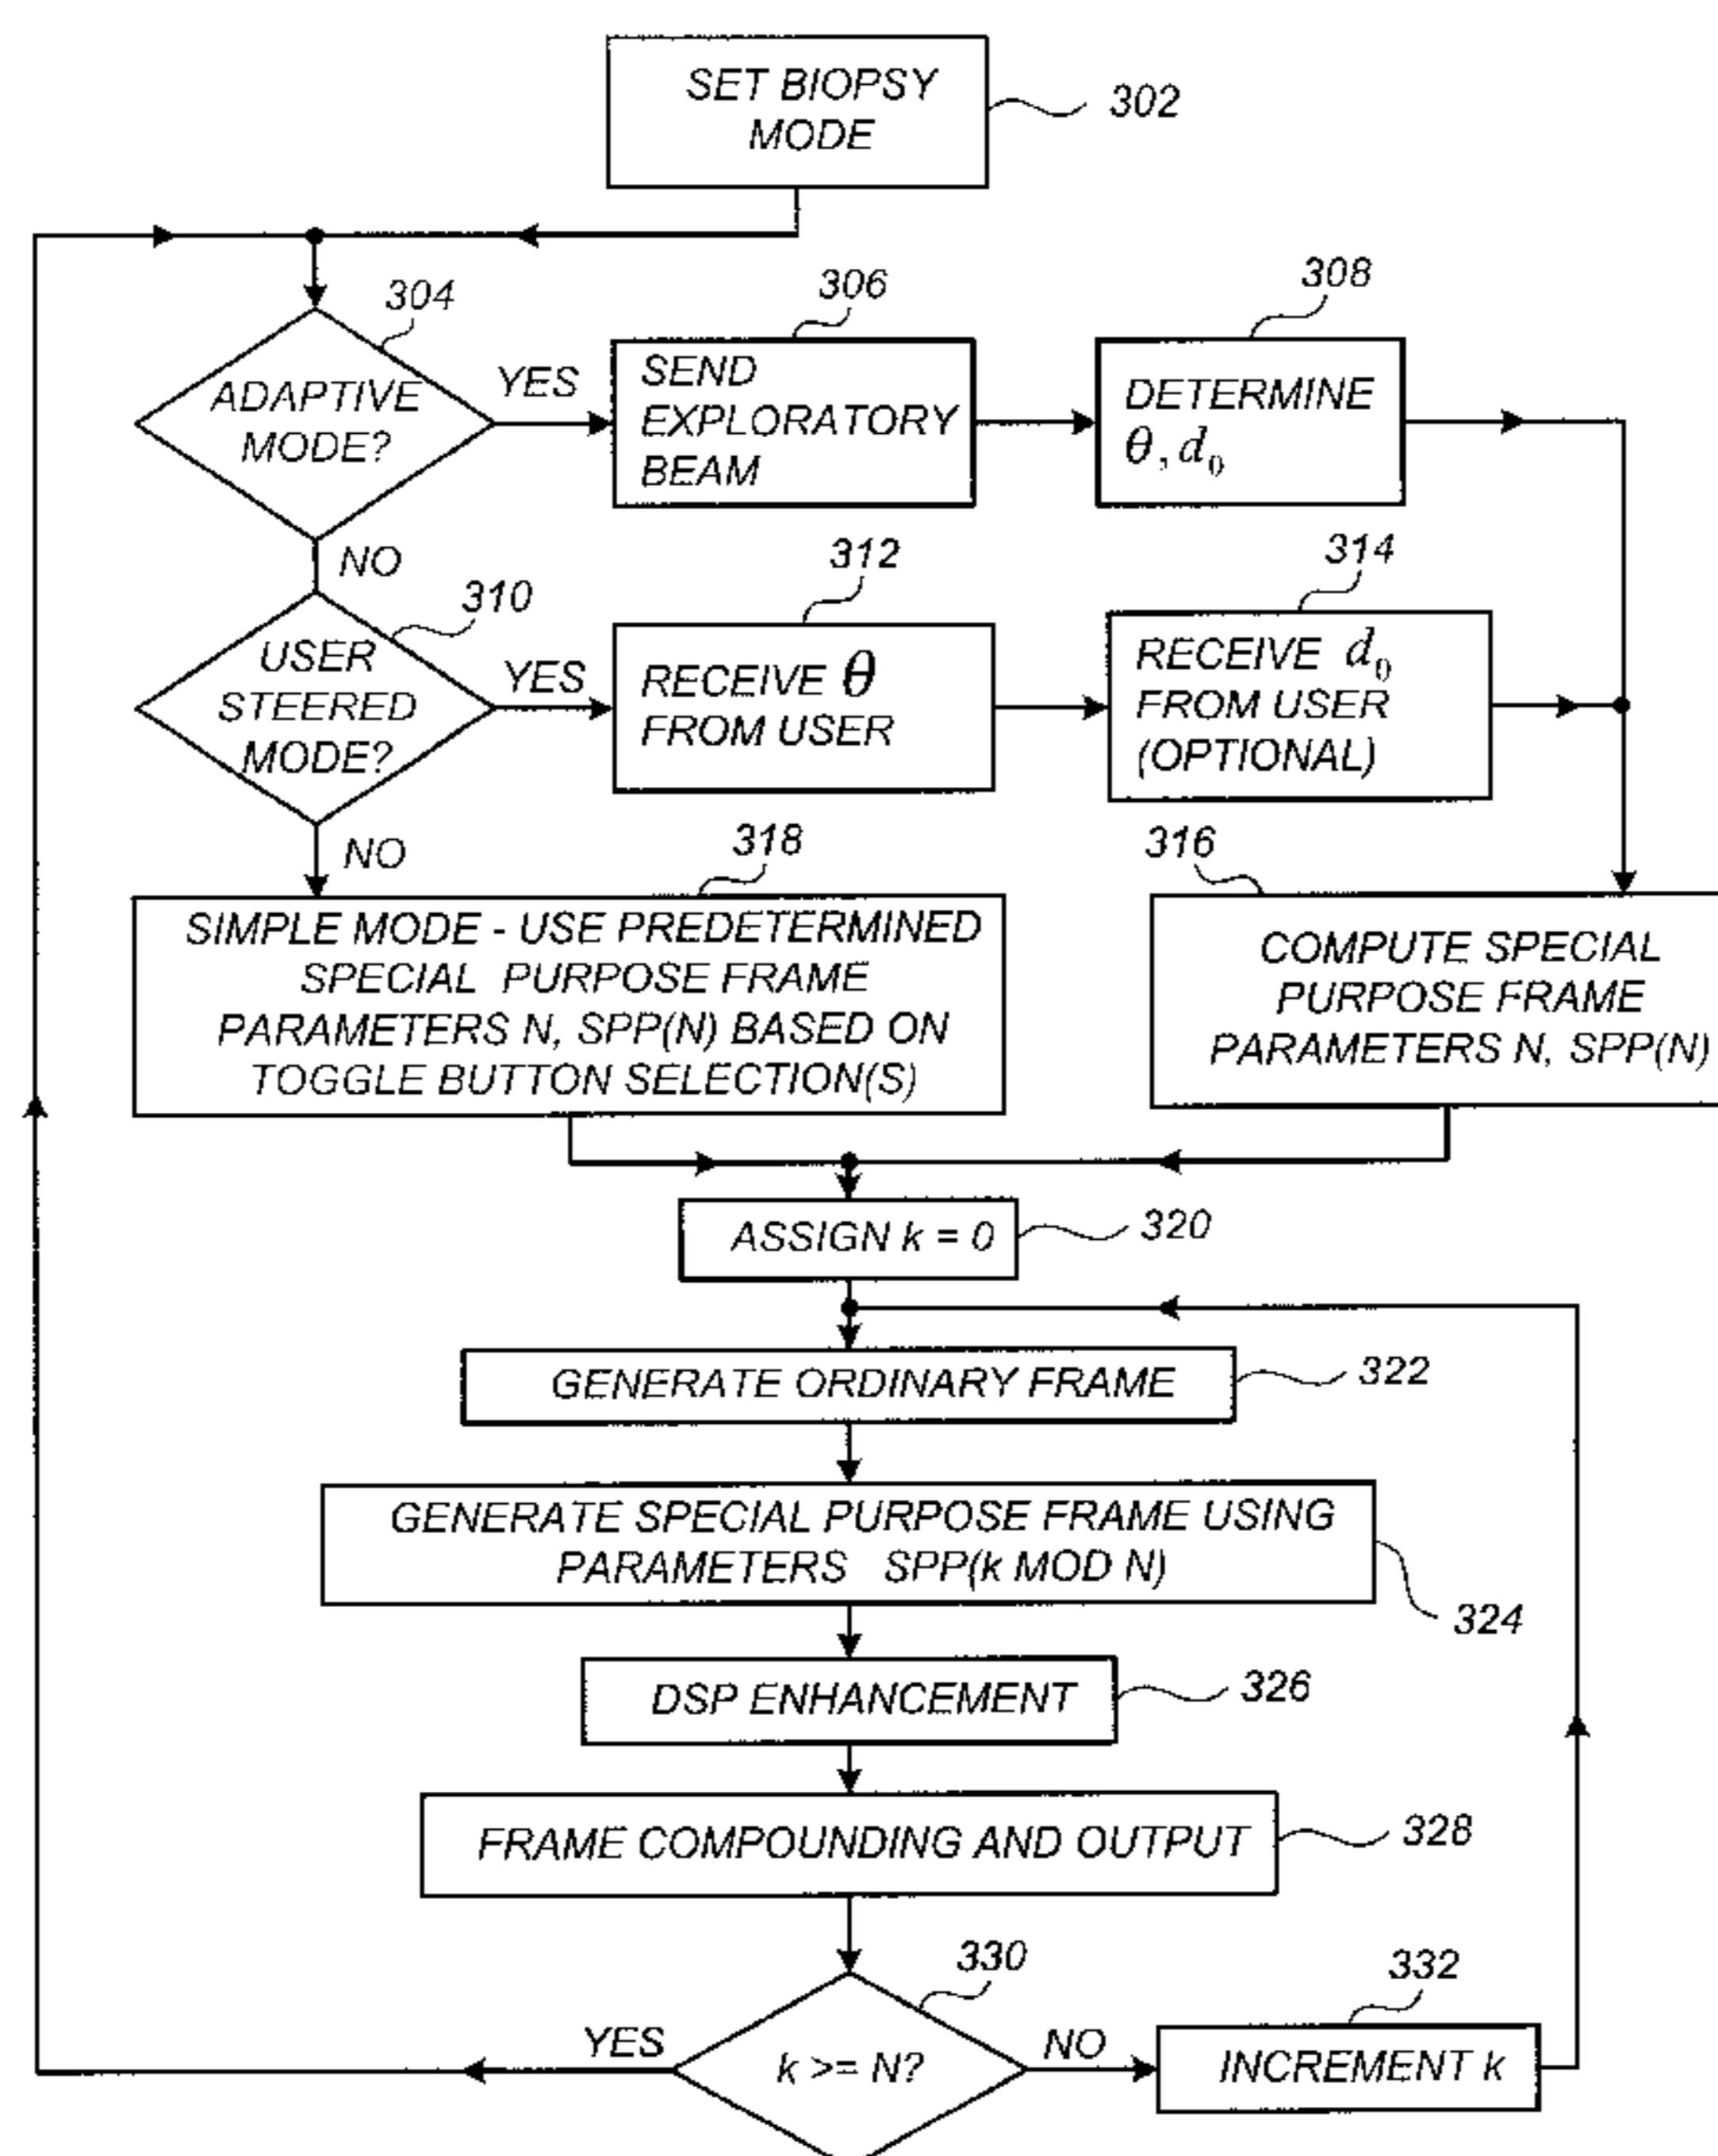 SET BIOPSY
MODE
302
304
306
308
ADAPTIVE
MODE?
YES
SEND
EXPLORATORY
BEAM
DETERMINE
θ, d₀
NO
310
312
314
USER
STEERED
MODE?
YES
RECEIVE θ
FROM USER
RECEIVE d₀
FROM USER
(OPTIONAL)
NO
318
316
SIMPLE MODE - USE PREDETERMINED
SPECIAL PURPOSE FRAME
PARAMETERS N, SPP(N) BASED ON
TOGGLE BUTTON SELECTION(S)
COMPUTE SPECIAL
PURPOSE FRAME
PARAMETERS N, SPP(N)
ASSIGN k = 0
320
GENERATE ORDINARY FRAME
322
GENERATE SPECIAL PURPOSE FRAME USING
PARAMETERS SPP(k MOD N)
324
DSP ENHANCEMENT
326
FRAME COMPOUNDING AND OUTPUT
328
330
332
YES
k >= N?
NO
INCREMENT k